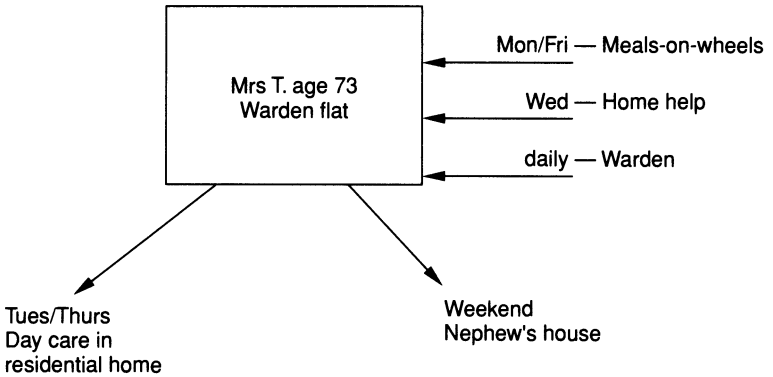 Mrs T. age 73
Warden flat
Mon/Fri — Meals-on-wheels
Wed — Home help
daily — Warden
Tues/Thurs
Day care in
residential home
Weekend
Nephew's house